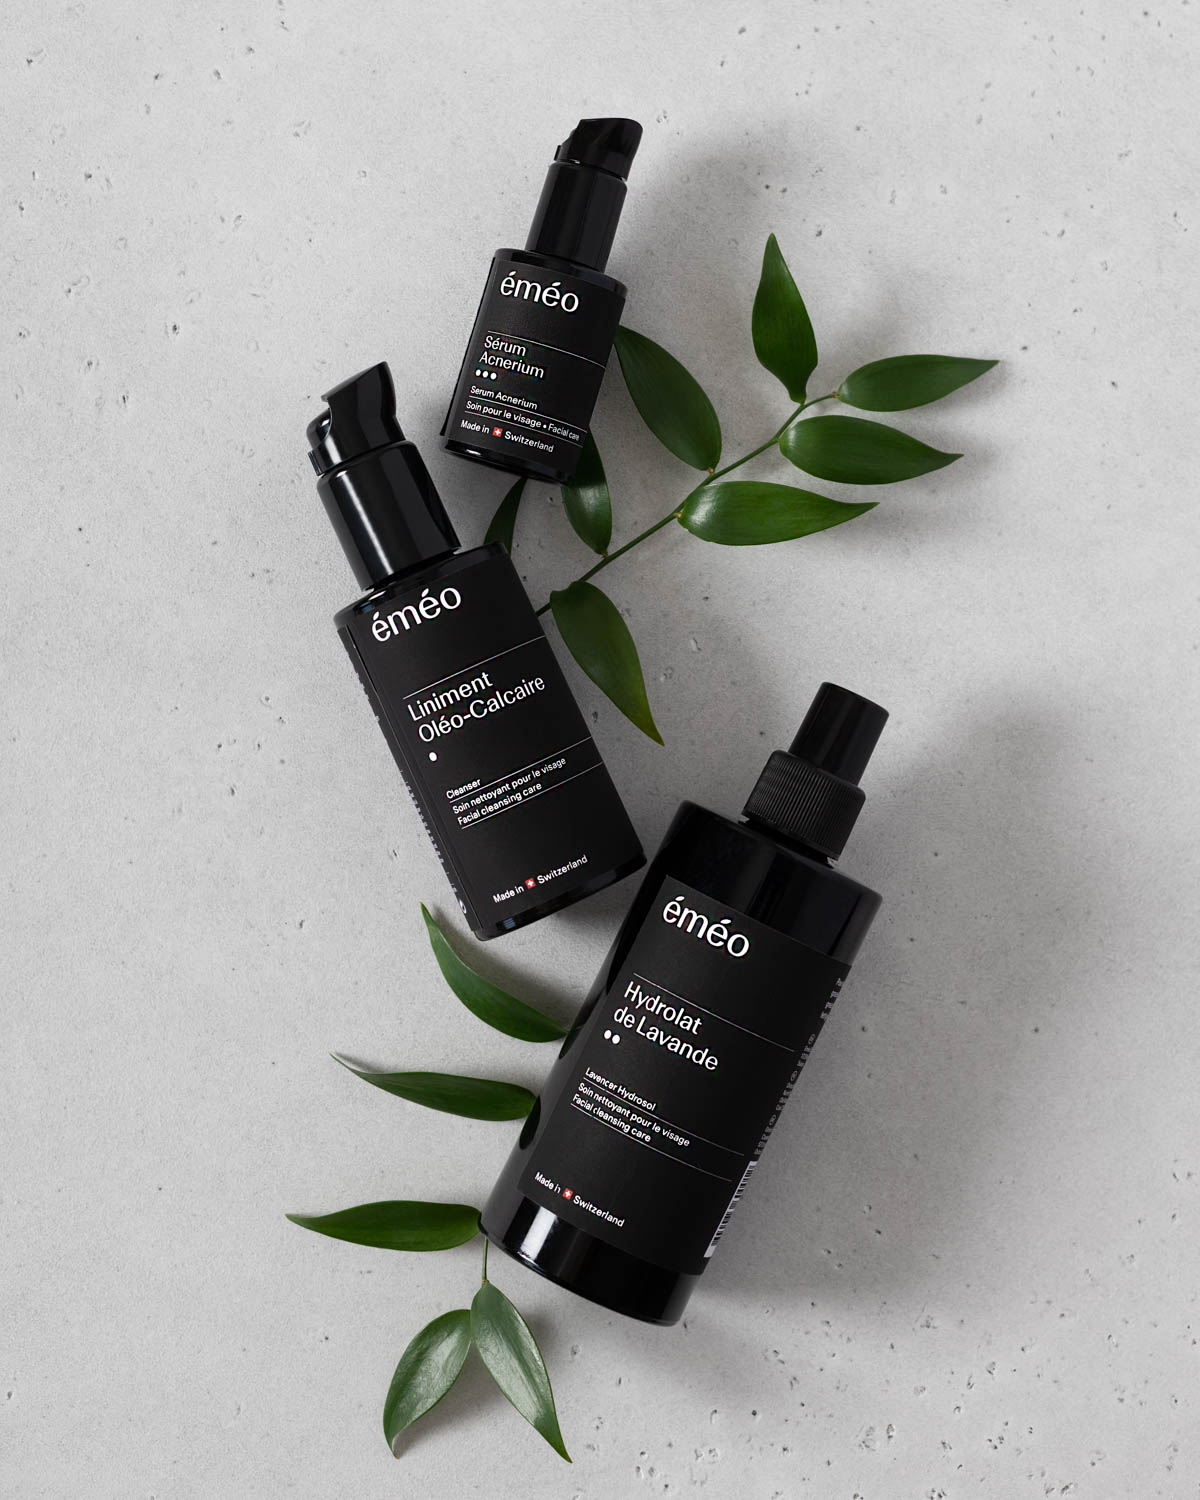 éméo
Sérum
Acnerium
Serum Acnerium
Soin pour le visage • Facial care
Made in Switzerland
éméo
Liniment
Oléo-Calcaire
Cleanser
Soin nettoyant pour le visage
Facial cleansing care
Made in Switzerland
éméo
Hydrolat
de Lavande
Lavencer Hydrosol
Soin nettoyant pour le visage
Facial cleansing care
Made in Switzerland